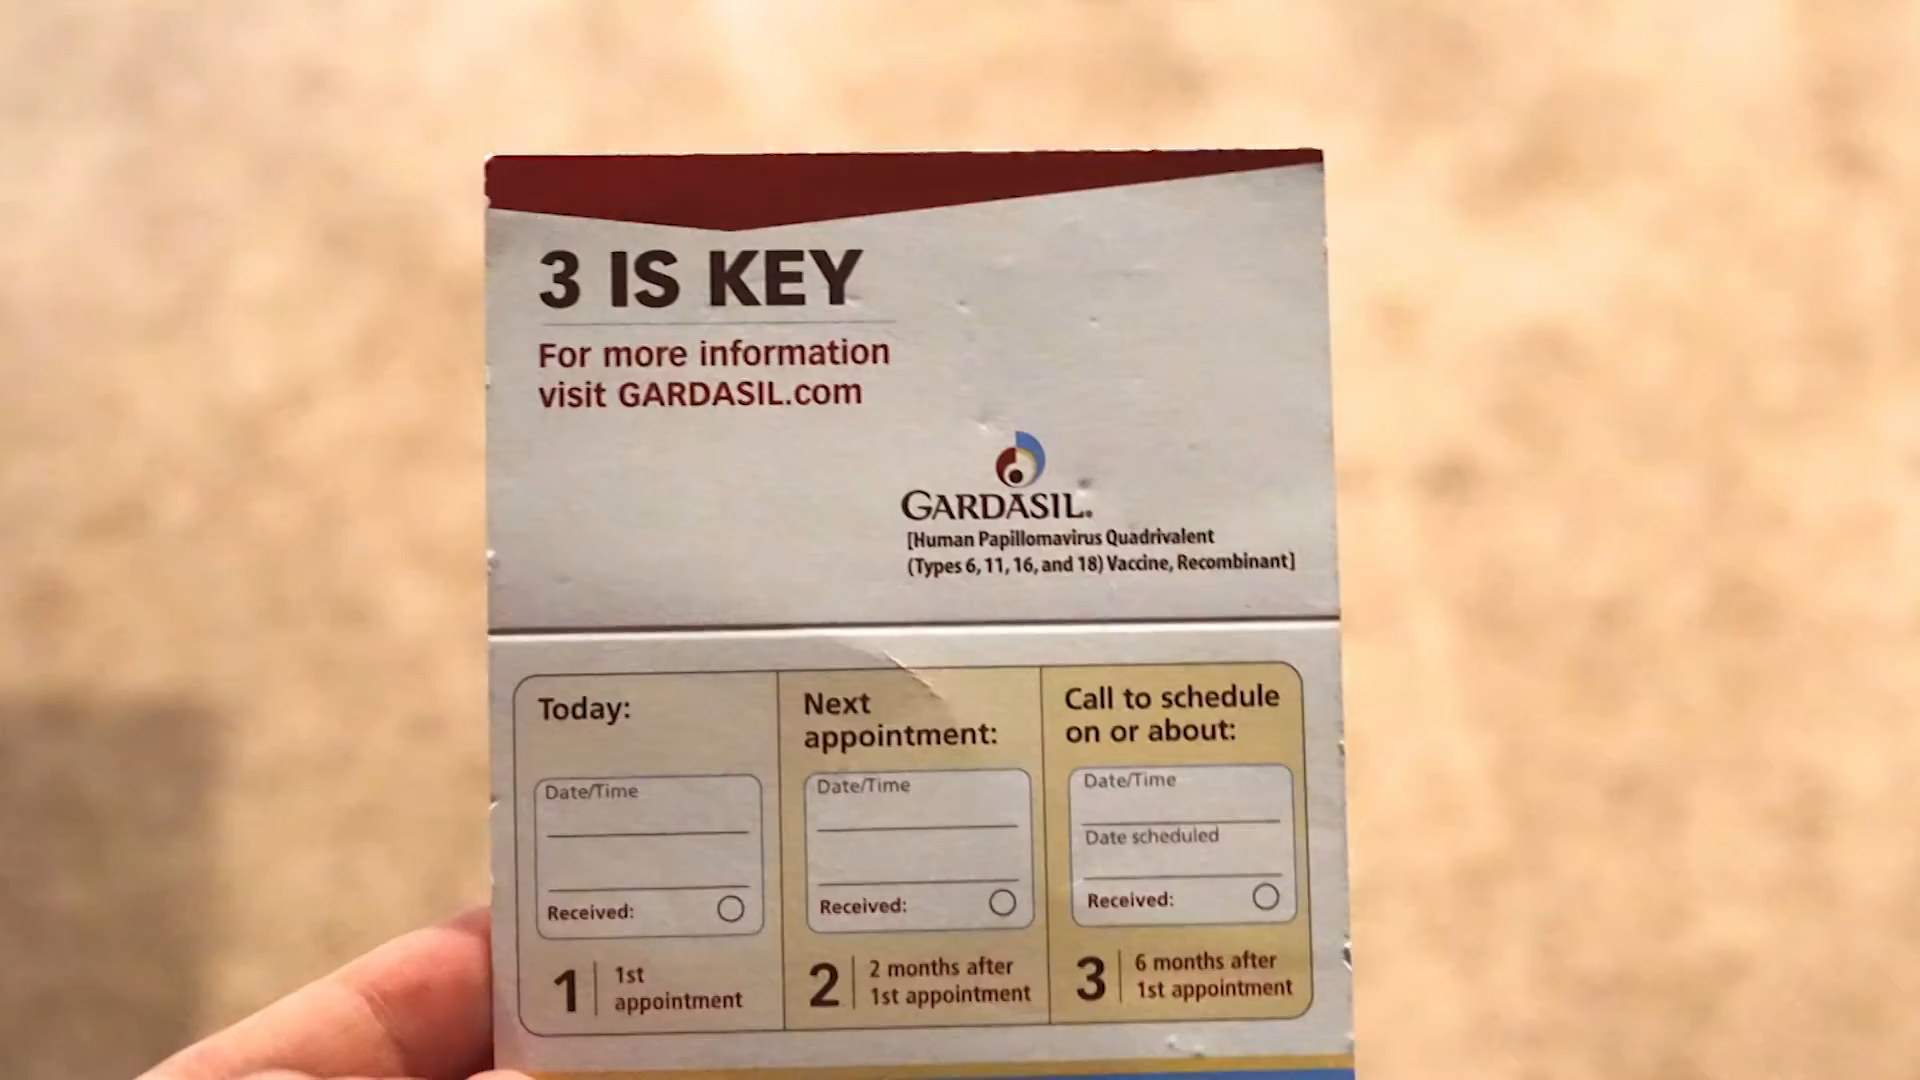 3 IS KEY
For more information
visit GARDASIL.com
GARDASIL®
[Human Papillomavirus Quadrivalent
(Types 6, 11, 16, and 18) Vaccine, Recombinant]
Today:
Date/Time
Received:
1
1st
appointment
Next
appointment:
Date/Time
Received:
2
2 months after
1st appointment
Call to schedule
on or about:
Date/Time
Date scheduled
Received:
3
6 months after
1st appointment